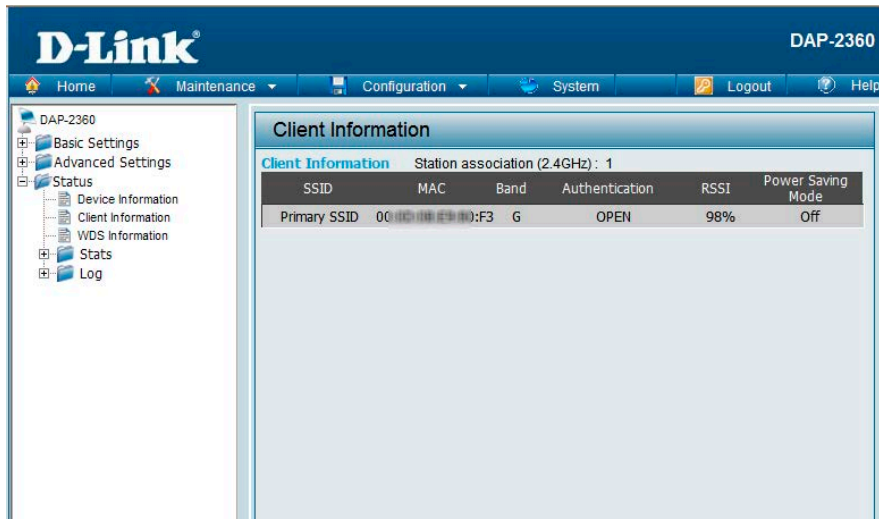 D-Link®
DAP-2360
Home Maintenance Configuration System Logout Help
DAP-2360
Basic Settings
Advanced Settings
Status
Device Information
Client Information
WDS Information
Stats
Log
Client Information
Client Information Station association (2.4GHz) : 1
SSID MAC Band Authentication RSSI Power Saving Mode
Primary SSID 00 :F3 G OPEN 98% Off